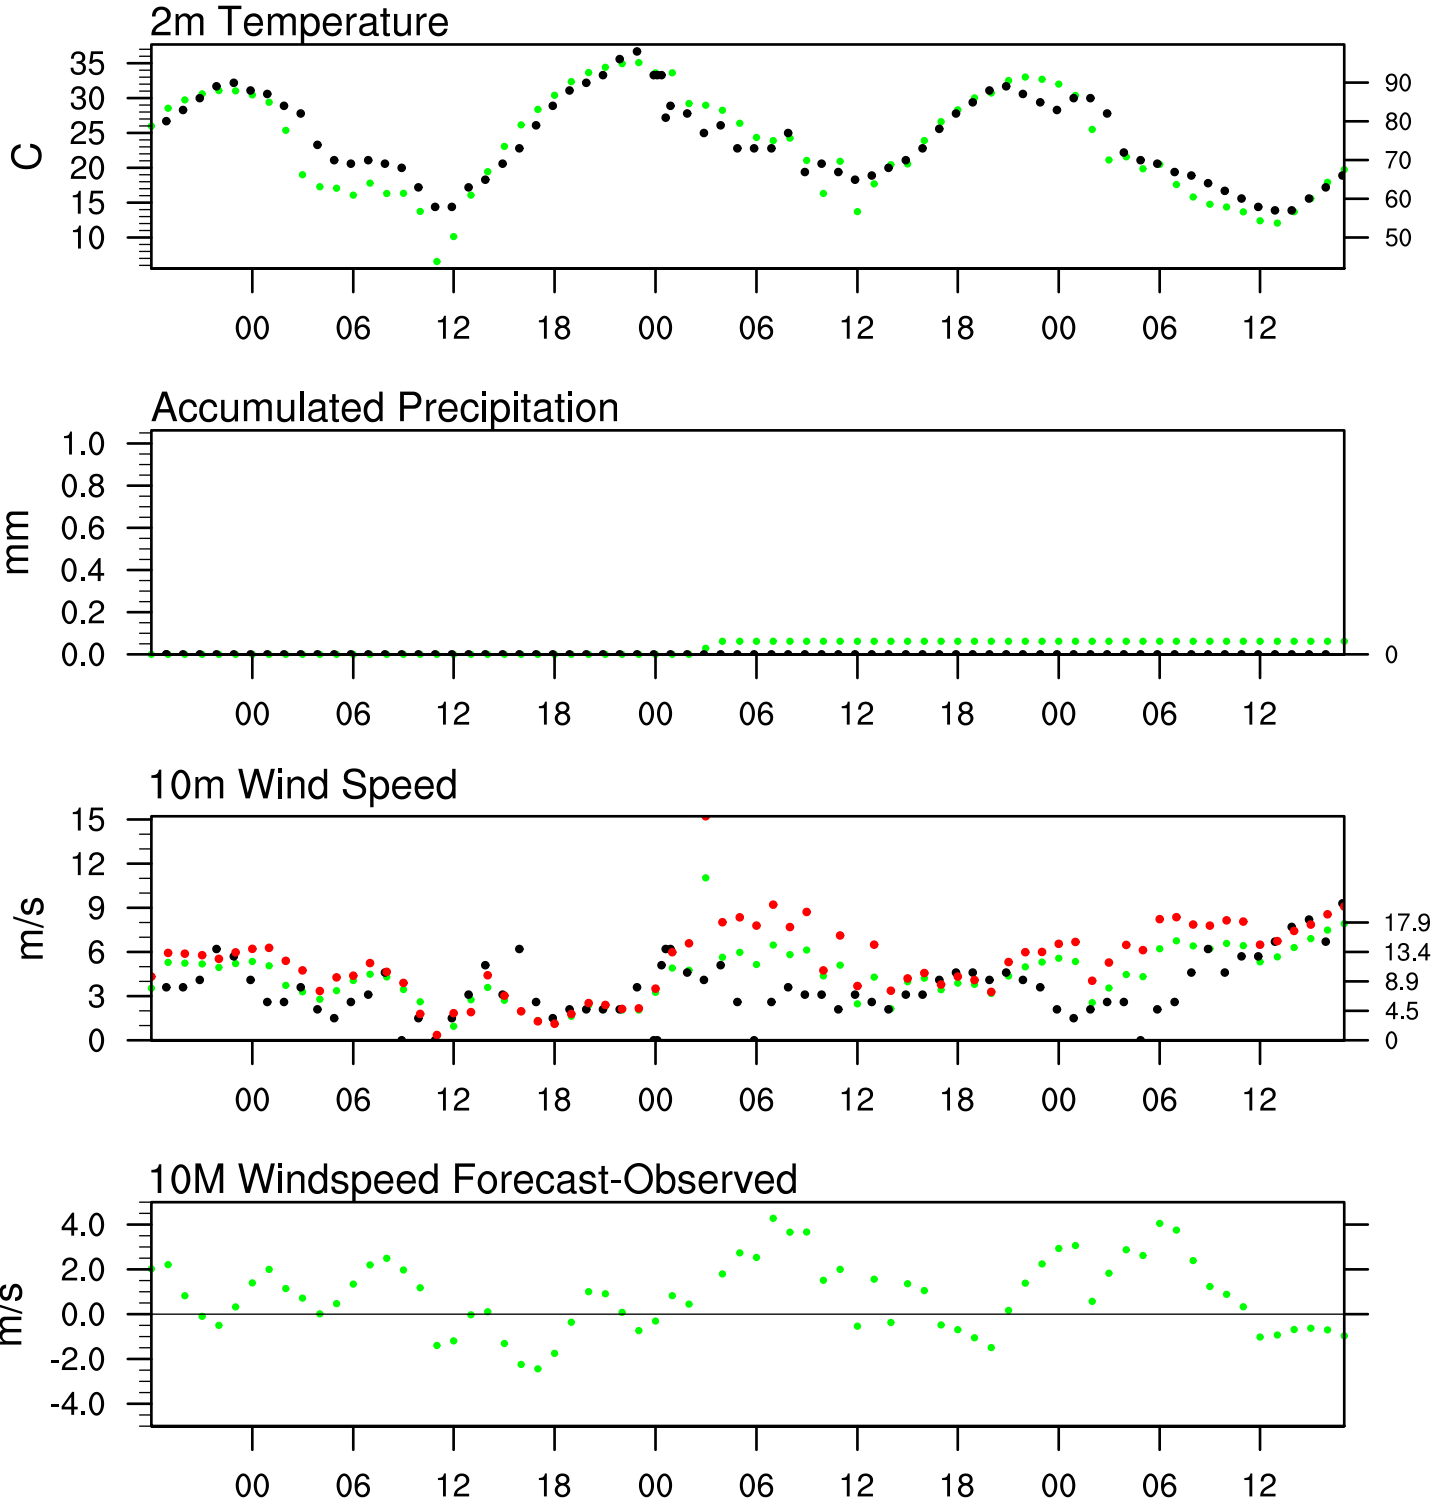 2m Temperature
35
30
25
20
15
10
C
90
80
70
60
50
00 06 12 18 00 06 12 18 00 06 12
Accumulated Precipitation
1.0
0.8
0.6
0.4
0.2
0.0
mm
0
00 06 12 18 00 06 12 18 00 06 12
10m Wind Speed
15
12
9
6
3
0
m/s
17.9
13.4
8.9
4.5
0
00 06 12 18 00 06 12 18 00 06 12
10M Windspeed Forecast-Observed
4.0
2.0
0.0
-2.0
-4.0
m/s
00 06 12 18 00 06 12 18 00 06 12